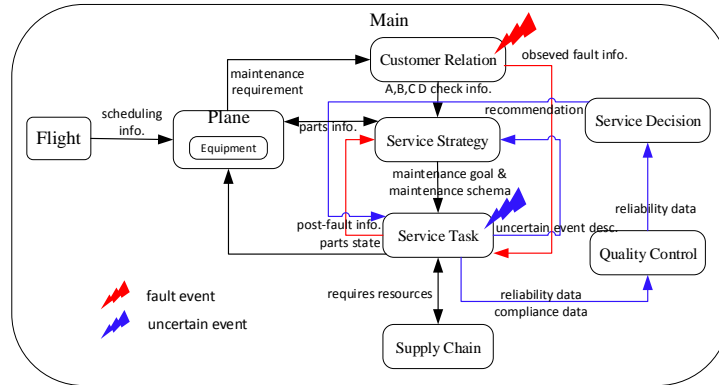 Main
Customer Relation
obseved fault info.
maintenance
requirement
A,B,C D check info.
scheduling
info.
Plane
recommendation
Flight
parts info.
Service Decision
Equipment
Service Strategy
maintenance goal &
maintenance schema
reliability data
post-fault info.
uncertain event desc.
Service Task
parts state
Quality Control
fault event
requires resources
reliability data
compliance data
uncertain event
Supply Chain